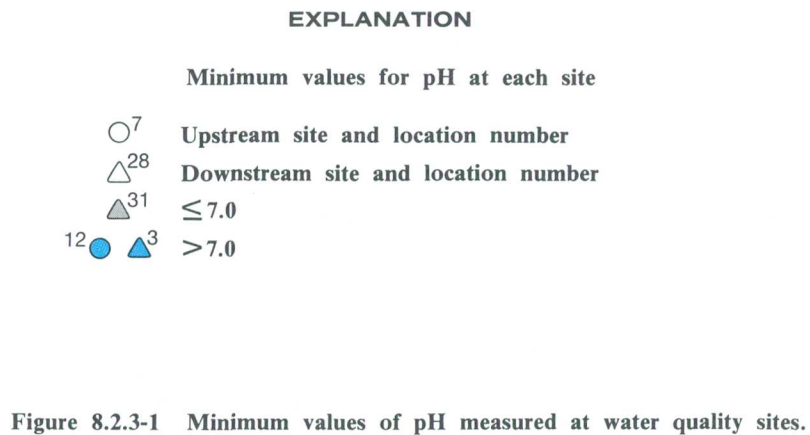 EXPLANATION
Minimum values for pH at each site
7 Upstream site and location number
28 Downstream site and location number
31 ≤7.0
12 3 >7.0
Figure 8.2.3-1 Minimum values of pH measured at water quality sites.